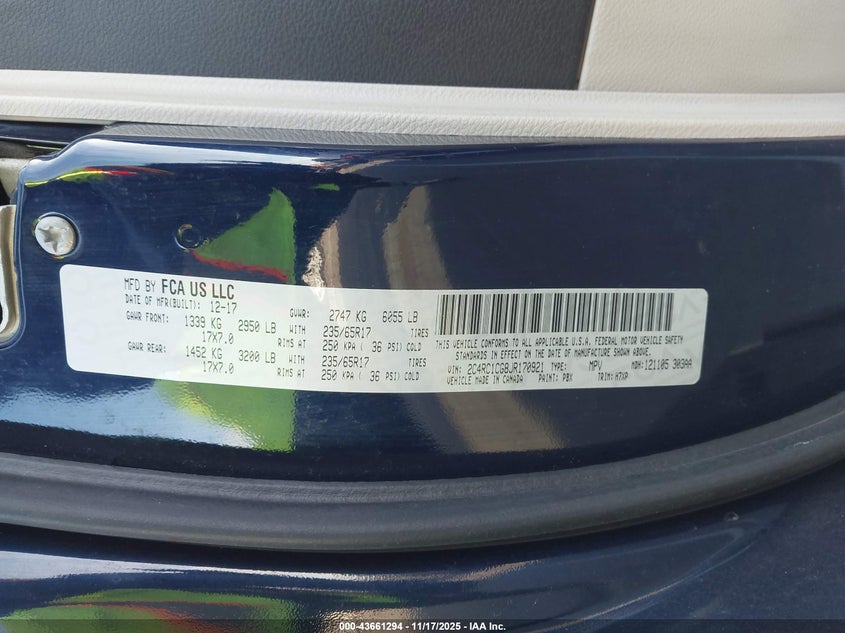 MFD BY FCA US LLC
DATE OF MFR(BUILT): 12-17 GVWR: 2747 KG 6055 LB
GAWR FRONT: 1339 KG 2950 LB WITH 235/65R17 TIRES
17X7.0 RIMS AT 250 KPA ( 36 PSI) COLD
GAWR REAR: 1452 KG 3200 LB WITH 235/65R17 TIRES
17X7.0 RIMS AT 250 KPA ( 36 PSI) COLD
THIS VEHICLE CONFORMS TO ALL APPLICABLE U.S.A. FEDERAL MOTOR VEHICLE SAFETY
STANDARDS IN EFFECT ON THE DATE OF MANUFACTURE SHOWN ABOVE.
VIN: 2C4RC1CG8JR170921 TYPE: MPV MDH: 121105 303AA
VEHICLE MADE IN CANADA PAINT: PBX TRIM: H7XP
000-43661294 - 11/17/2025 - IAA Inc.